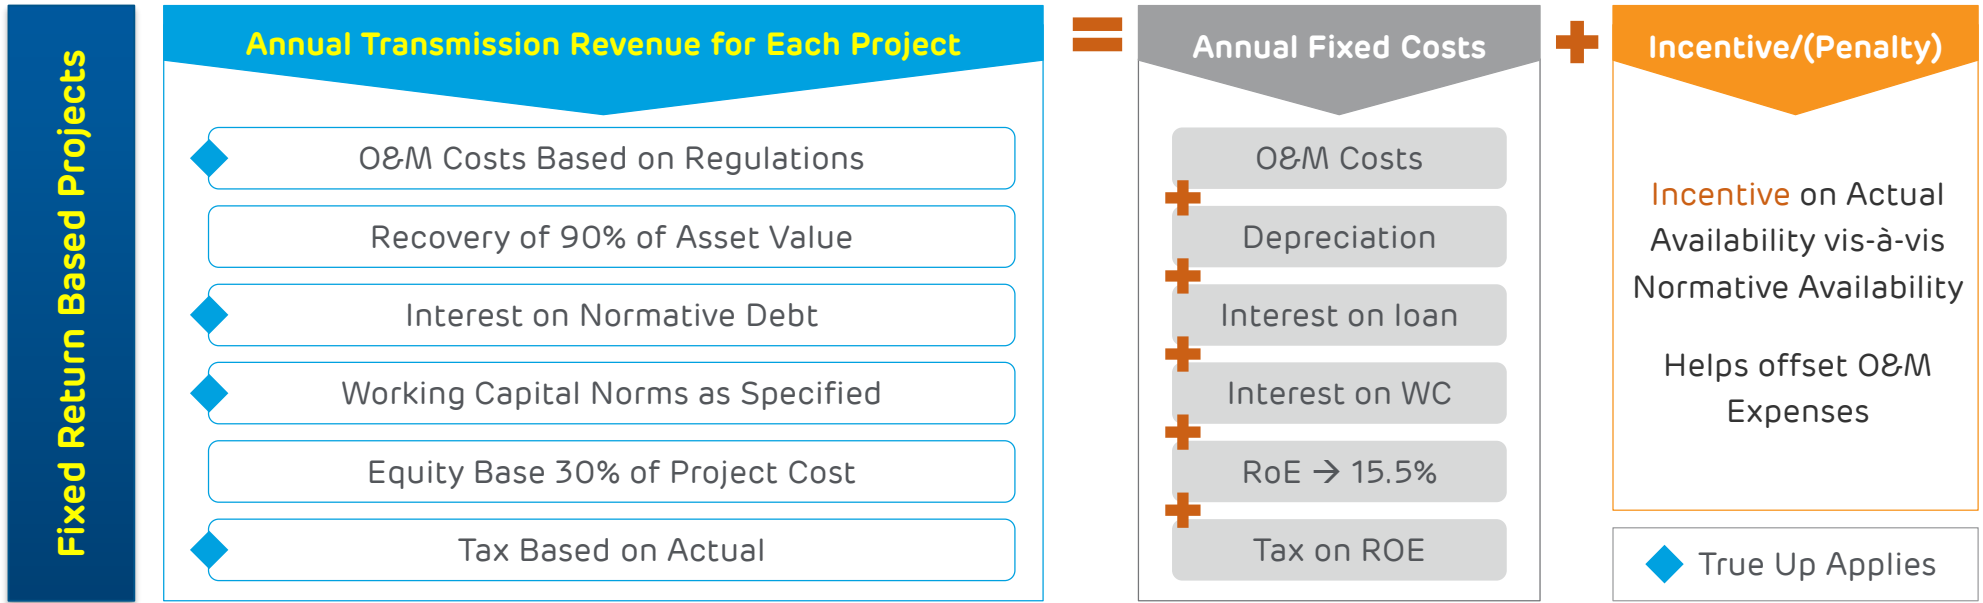 Fixed Return Based Projects
Annual Transmission Revenue for Each Project
O&M Costs Based on Regulations
Recovery of 90% of Asset Value
Interest on Normative Debt
Working Capital Norms as Specified
Equity Base 30% of Project Cost
Tax Based on Actual
=
Annual Fixed Costs
O&M Costs
+
Depreciation
+
Interest on loan
+
Interest on WC
+
RoE → 15.5%
+
Tax on ROE
+
Incentive/(Penalty)
Incentive on Actual
Availability vis-à-vis
Normative Availability
Helps offset O&M
Expenses
True Up Applies